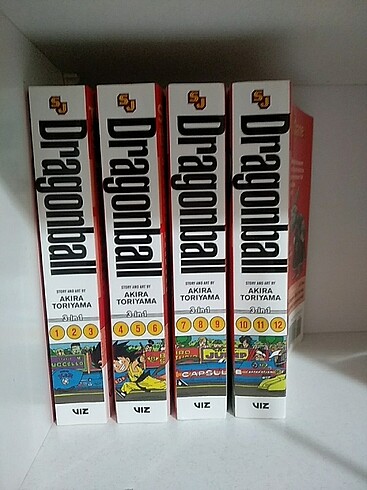 SJ
Dragonball
STORY AND ART BY
AKIRA
TORIYAMA
3-in-1
1 2 3
UCCELLO
VIZ
SJ
Dragonball
STORY AND ART BY
AKIRA
TORIYAMA
3-in-1
4 5 6
VIZ
SJ
Dragonball
STORY AND ART BY
AKIRA
TORIYAMA
3-in-1
7 8 9
JUMP
CAPSUL
VIZ
SJ
Dragonball
STORY AND ART BY
AKIRA
TORIYAMA
3-in-1
10 11 12
VIZ